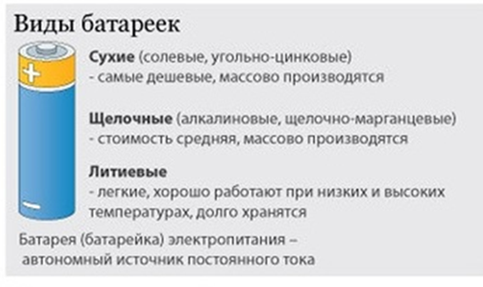 Виды батареек
Сухие (солевые, угольно-цинковые)
- самые дешевые, массово производятся
Щелочные (алкалиновые, щелочно-марганцевые)
- стоимость средняя, массово производятся
Литиевые
- легкие, хорошо работают при низких и высоких
температурах, долго хранятся
Батарея (батарейка) электропитания –
автономный источник постоянного тока